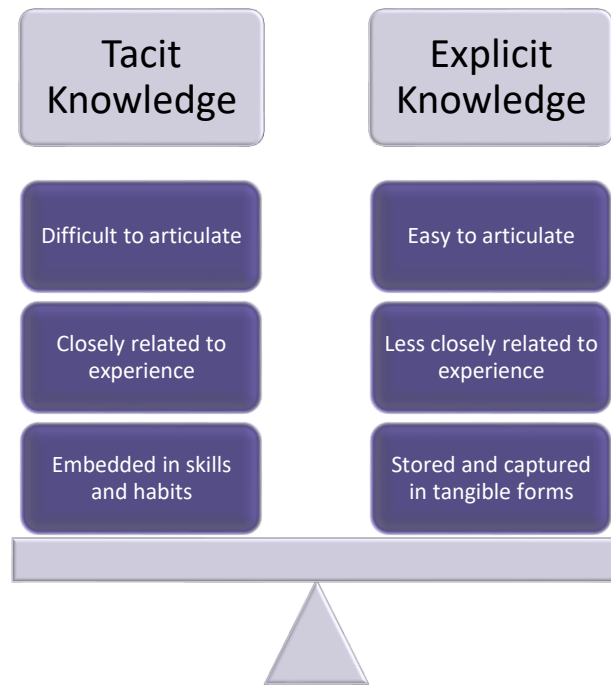 Tacit
Knowledge
Difficult to articulate
Closely related to
experience
Embedded in skills
and habits
Explicit
Knowledge
Easy to articulate
Less closely related to
experience
Stored and captured
in tangible forms